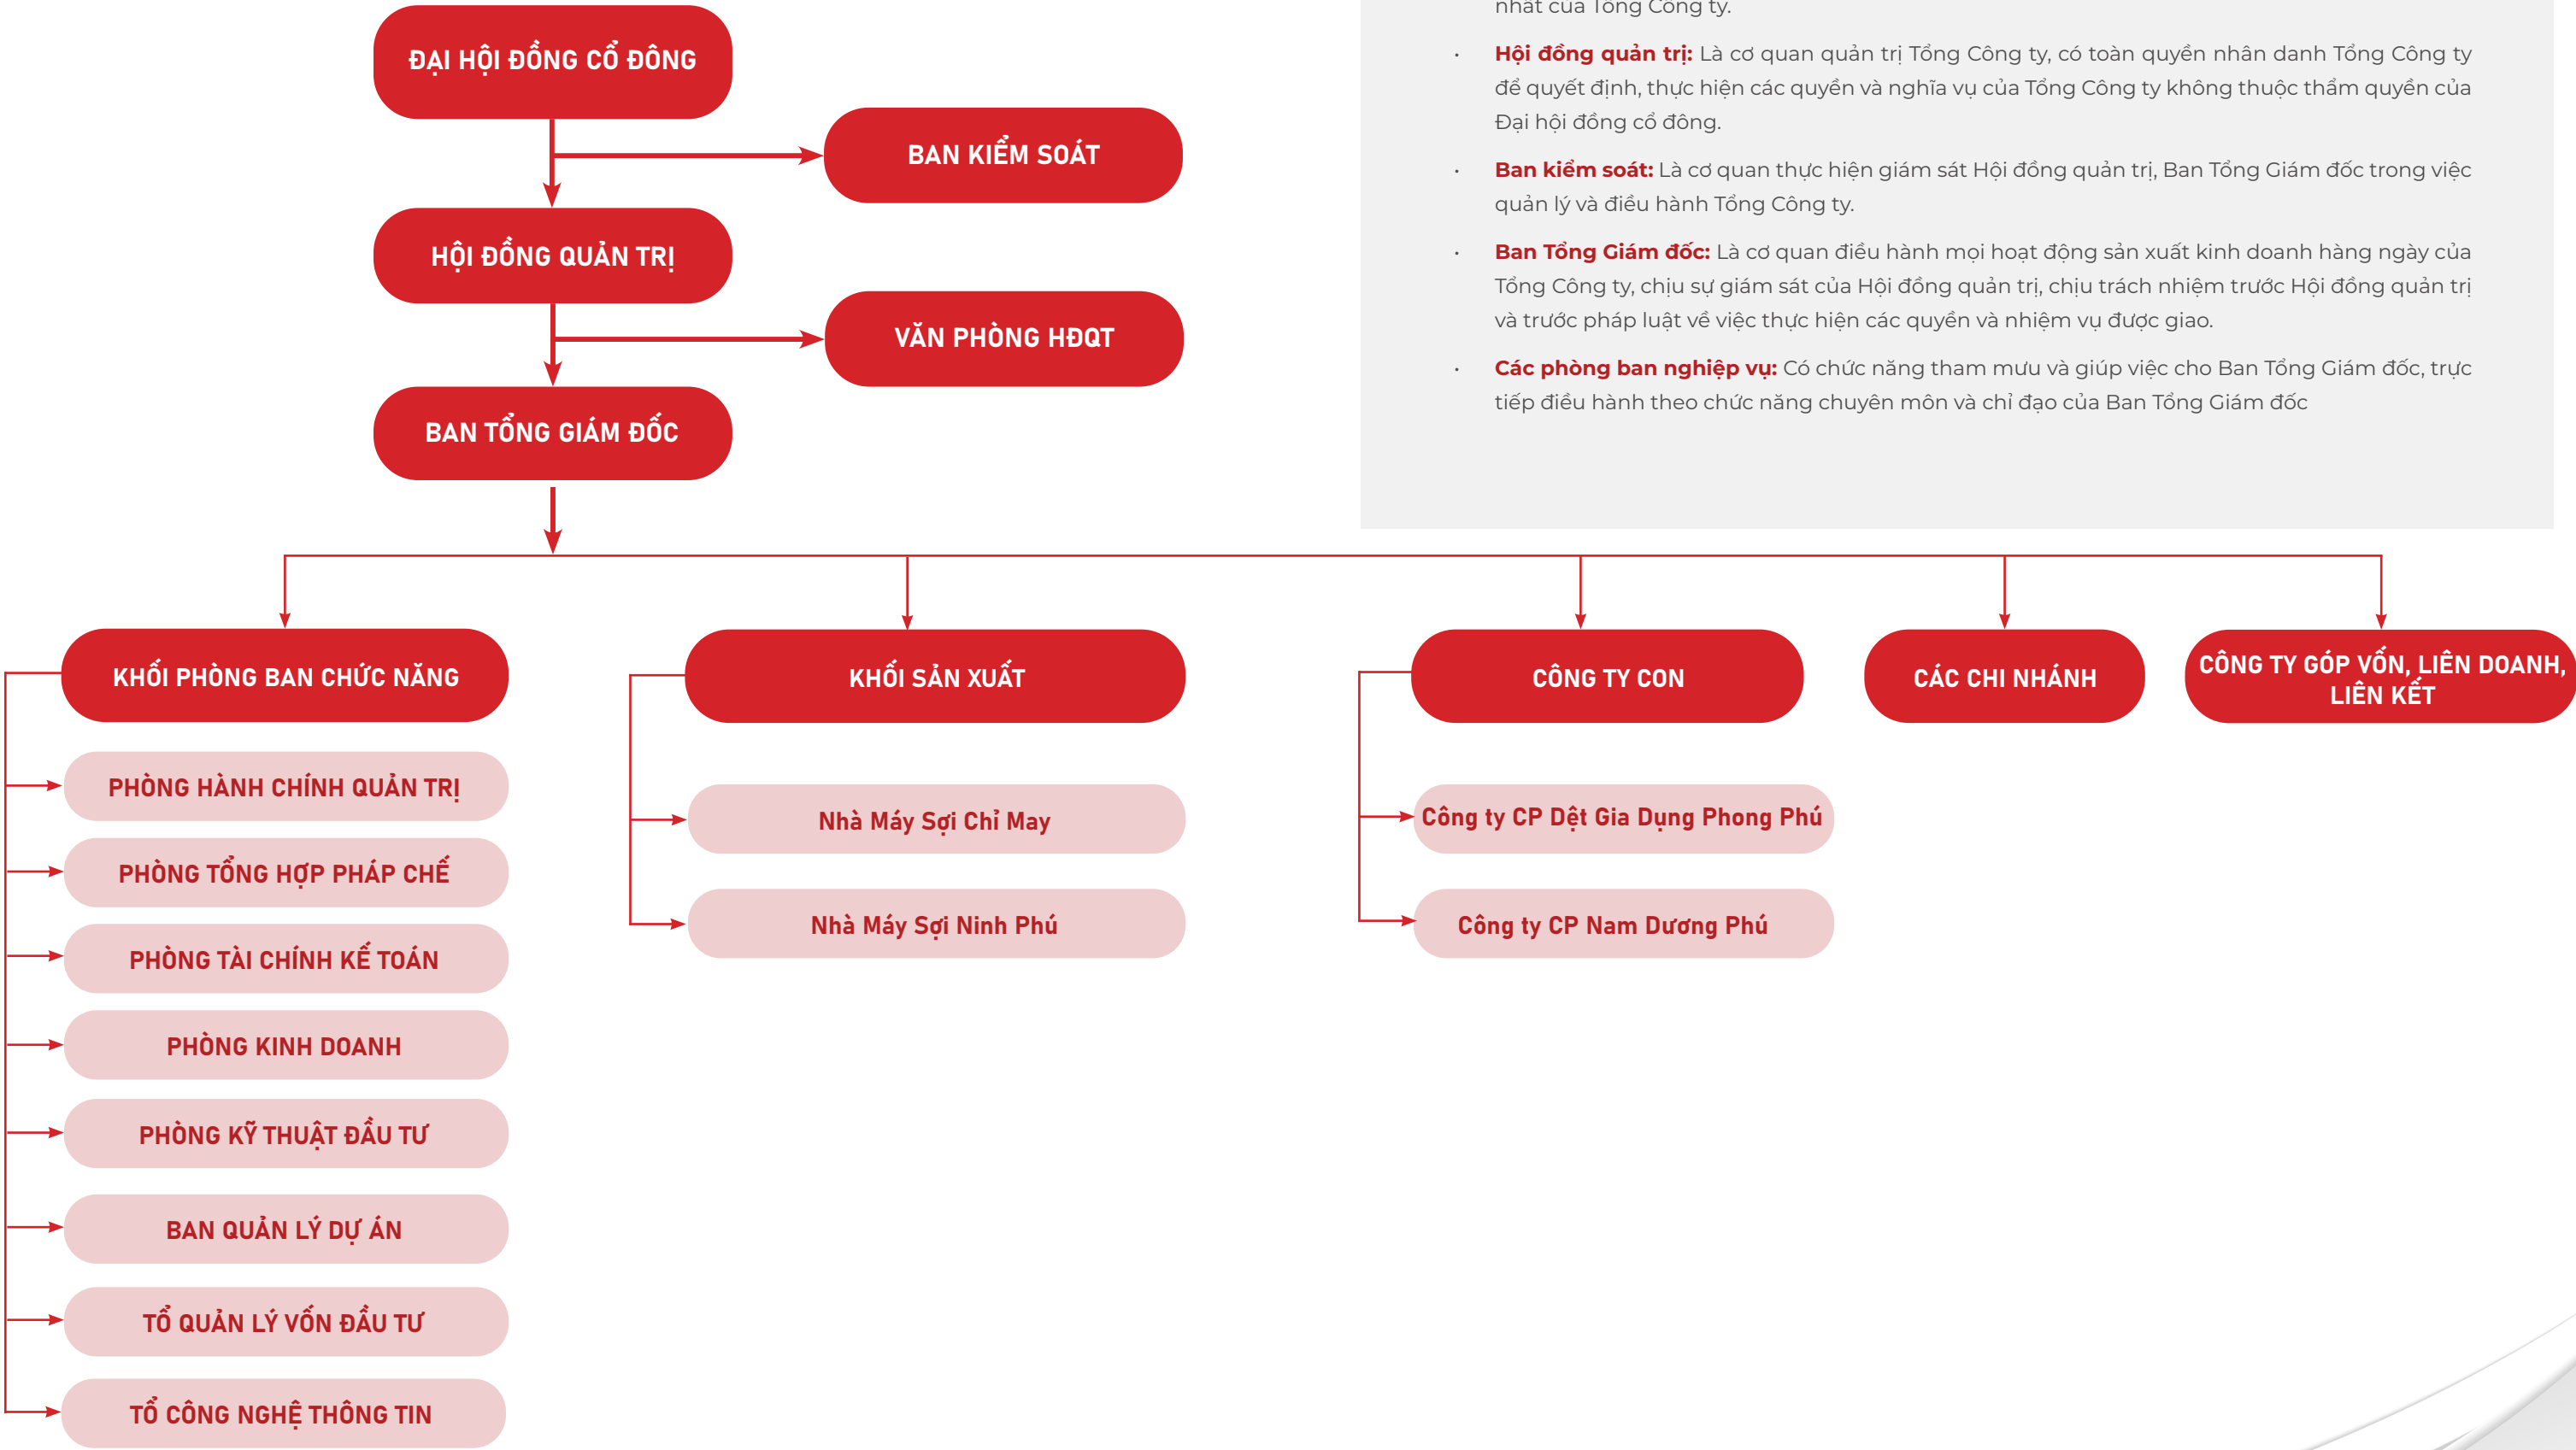 ĐẠI HỘI ĐỒNG CỔ ĐÔNG
BAN KIỂM SOÁT
HỘI ĐỒNG QUẢN TRỊ
VĂN PHÒNG HĐQT
BAN TỔNG GIÁM ĐỐC
nhất của Tổng Công ty.
• Hội đồng quản trị: Là cơ quan quản trị Tổng Công ty, có toàn quyền nhân danh Tổng Công ty
để quyết định, thực hiện các quyền và nghĩa vụ của Tổng Công ty không thuộc thẩm quyền của
Đại hội đồng cổ đông.
• Ban kiểm soát: Là cơ quan thực hiện giám sát Hội đồng quản trị, Ban Tổng Giám đốc trong việc
quản lý và điều hành Tổng Công ty.
• Ban Tổng Giám đốc: Là cơ quan điều hành mọi hoạt động sản xuất kinh doanh hàng ngày của
Tổng Công ty, chịu sự giám sát của Hội đồng quản trị, chịu trách nhiệm trước Hội đồng quản trị
và trước pháp luật về việc thực hiện các quyền và nhiệm vụ được giao.
• Các phòng ban nghiệp vụ: Có chức năng tham mưu và giúp việc cho Ban Tổng Giám đốc, trực
tiếp điều hành theo chức năng chuyên môn và chỉ đạo của Ban Tổng Giám đốc
KHỐI PHÒNG BAN CHỨC NĂNG
PHÒNG HÀNH CHÍNH QUẢN TRỊ
PHÒNG TỔNG HỢP PHÁP CHẾ
PHÒNG TÀI CHÍNH KẾ TOÁN
PHÒNG KINH DOANH
PHÒNG KỸ THUẬT ĐẦU TƯ
BAN QUẢN LÝ DỰ ÁN
TỔ QUẢN LÝ VỐN ĐẦU TƯ
TỔ CÔNG NGHỆ THÔNG TIN
KHỐI SẢN XUẤT
Nhà Máy Sợi Chỉ May
Nhà Máy Sợi Ninh Phú
CÔNG TY CON
Công ty CP Dệt Gia Dụng Phong Phú
Công ty CP Nam Dương Phú
CÁC CHI NHÁNH
CÔNG TY GÓP VỐN, LIÊN DOANH,
LIÊN KẾT